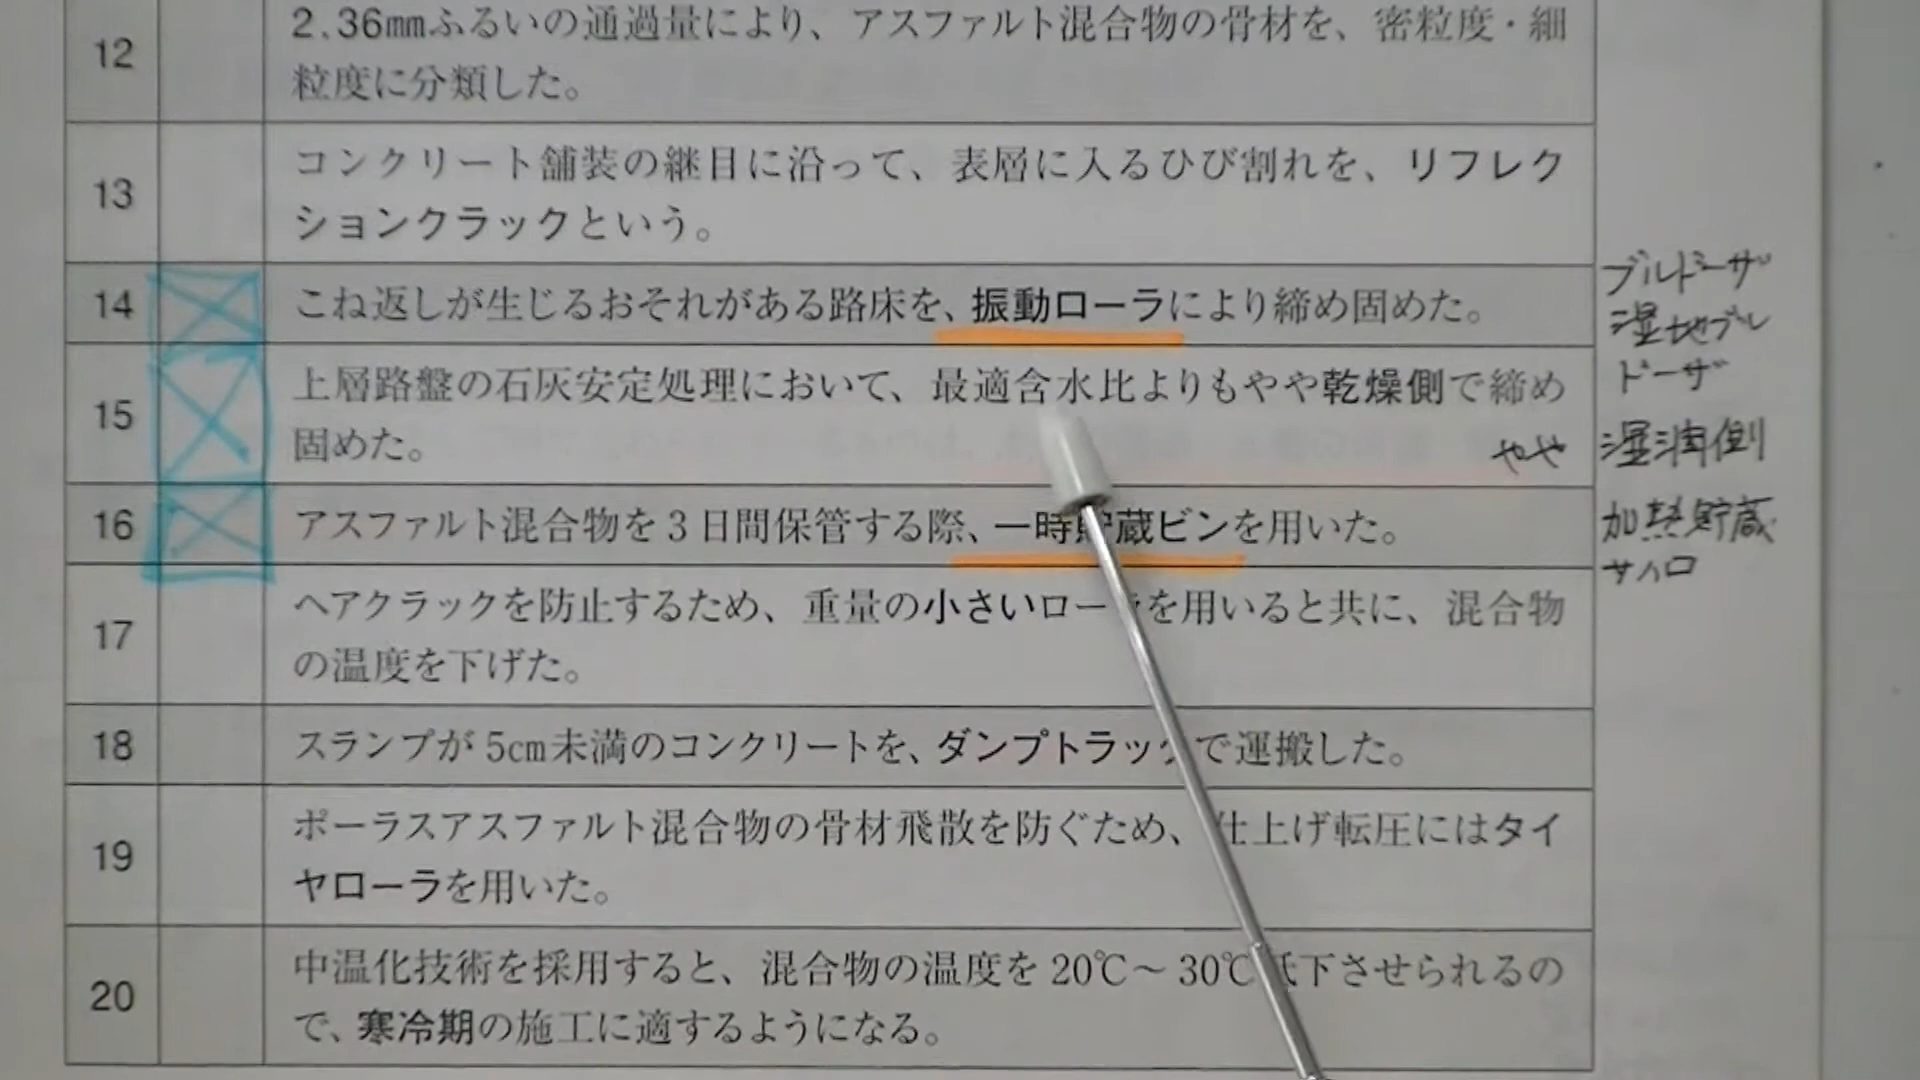 12
2.36mmふるいの通過量により、アスファルト混合物の骨材を、密粒度・細
粒度に分類した。
13
コンクリート舗装の継目に沿って、表層に入るひび割れを、リフレク
ションクラックという。
14
こね返しが生じるおそれがある路床を、振動ローラにより締め固めた。
ブルドーザ
湿地ブル
ドーザ
15
上層路盤の石灰安定処理において、最適含水比よりもやや乾燥側で締め
固めた。
やや 湿潤側
16
アスファルト混合物を3日間保管する際、一時貯蔵ビンを用いた。
加熱貯蔵
サイロ
17
ヘアクラックを防止するため、重量の小さいローラを用いると共に、混合物
の温度を下げた。
18
スランプが5cm未満のコンクリートを、ダンプトラックで運搬した。
19
ポーラスアスファルト混合物の骨材飛散を防ぐため、仕上げ転圧にはタイ
ヤローラを用いた。
20
中温化技術を採用すると、混合物の温度を20℃〜30℃低下させられるの
で、寒冷期の施工に適するようになる。